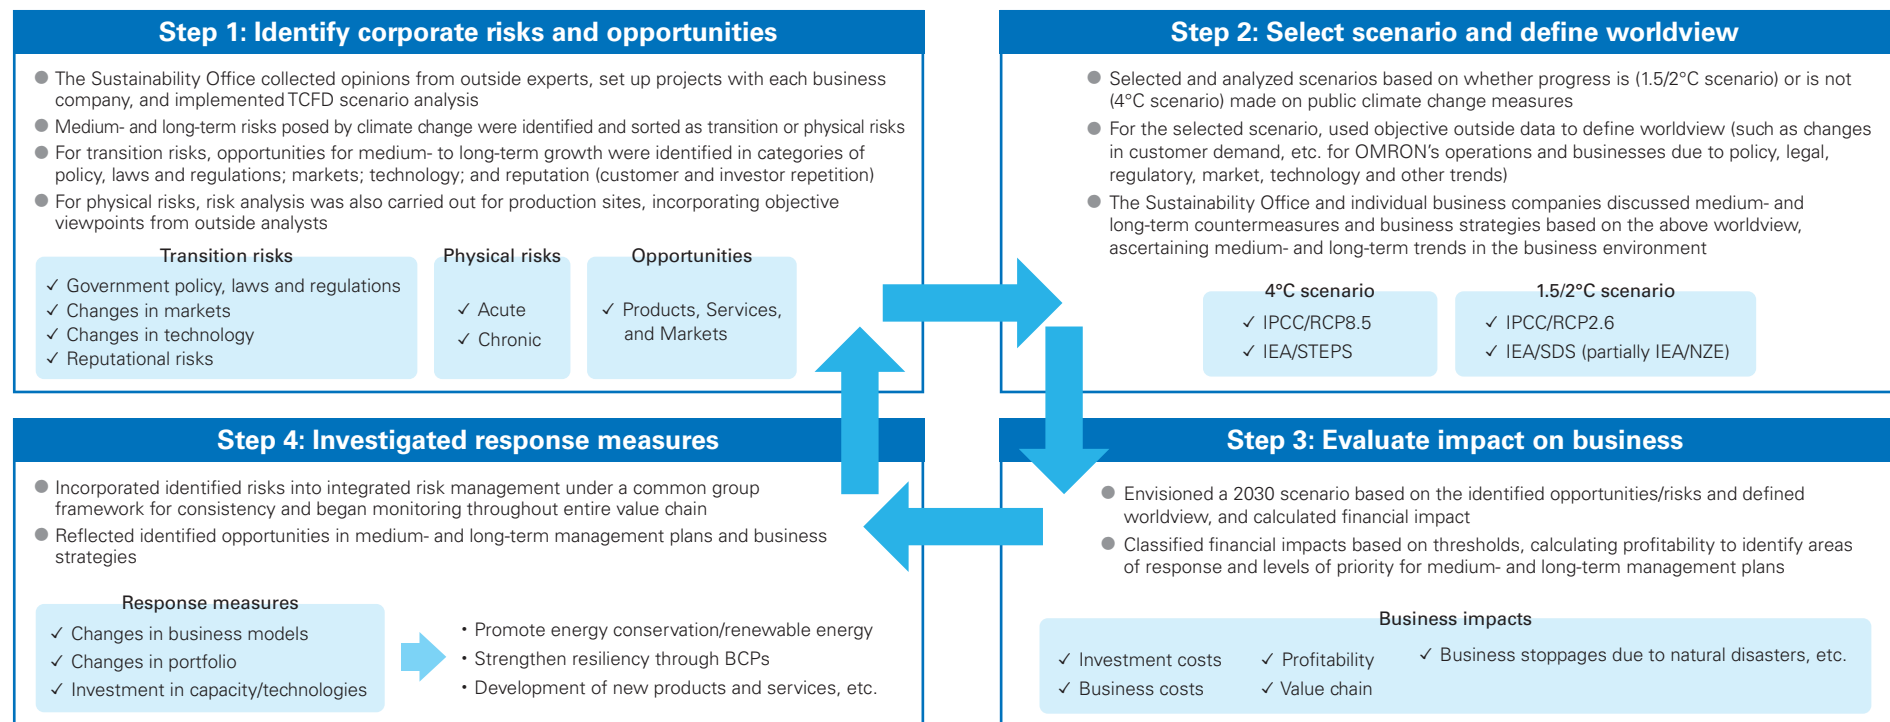 Step 1: Identify corporate risks and opportunities
● The Sustainability Office collected opinions from outside experts, set up projects with each business
company, and implemented TCFD scenario analysis
● Medium- and long-term risks posed by climate change were identified and sorted as transition or physical risks
● For transition risks, opportunities for medium- to long-term growth were identified in categories of
policy, laws and regulations; markets; technology; and reputation (customer and investor repetition)
● For physical risks, risk analysis was also carried out for production sites, incorporating objective
viewpoints from outside analysts
Transition risks
✓ Government policy, laws and regulations
✓ Changes in markets
✓ Changes in technology
✓ Reputational risks
Physical risks
✓ Acute
✓ Chronic
Opportunities
✓ Products, Services,
and Markets
Step 2: Select scenario and define worldview
● Selected and analyzed scenarios based on whether progress is (1.5/2°C scenario) or is not
(4°C scenario) made on public climate change measures
● For the selected scenario, used objective outside data to define worldview (such as changes
in customer demand, etc. for OMRON's operations and businesses due to policy, legal,
regulatory, market, technology and other trends)
● The Sustainability Office and individual business companies discussed medium- and
long-term countermeasures and business strategies based on the above worldview,
ascertaining medium- and long-term trends in the business environment
4°C scenario
✓ IPCC/RCP8.5
✓ IEA/STEPS
1.5/2°C scenario
✓ IPCC/RCP2.6
✓ IEA/SDS (partially IEA/NZE)
Step 4: Investigated response measures
● Incorporated identified risks into integrated risk management under a common group
framework for consistency and began monitoring throughout entire value chain
● Reflected identified opportunities in medium- and long-term management plans and business
strategies
Response measures
✓ Changes in business models
✓ Changes in portfolio
✓ Investment in capacity/technologies
• Promote energy conservation/renewable energy
• Strengthen resiliency through BCPs
• Development of new products and services, etc.
Step 3: Evaluate impact on business
● Envisioned a 2030 scenario based on the identified opportunities/risks and defined
worldview, and calculated financial impact
● Classified financial impacts based on thresholds, calculating profitability to identify areas
of response and levels of priority for medium- and long-term management plans
Business impacts
✓ Investment costs
✓ Business costs
✓ Profitability
✓ Value chain
✓ Business stoppages due to natural disasters, etc.